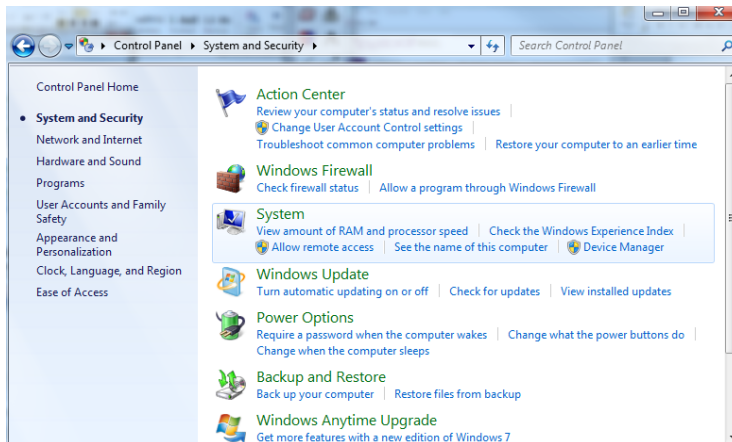 Control Panel ▸ System and Security ▸
Search Control Panel
Control Panel Home
System and Security
Network and Internet
Hardware and Sound
Programs
User Accounts and Family
Safety
Appearance and
Personalization
Clock, Language, and Region
Ease of Access
Action Center
Review your computer's status and resolve issues
Change User Account Control settings
Troubleshoot common computer problems Restore your computer to an earlier time
Windows Firewall
Check firewall status Allow a program through Windows Firewall
System
View amount of RAM and processor speed Check the Windows Experience Index
Allow remote access See the name of this computer Device Manager
Windows Update
Turn automatic updating on or off Check for updates View installed updates
Power Options
Require a password when the computer wakes Change what the power buttons do
Change when the computer sleeps
Backup and Restore
Back up your computer Restore files from backup
Windows Anytime Upgrade
Get more features with a new edition of Windows 7